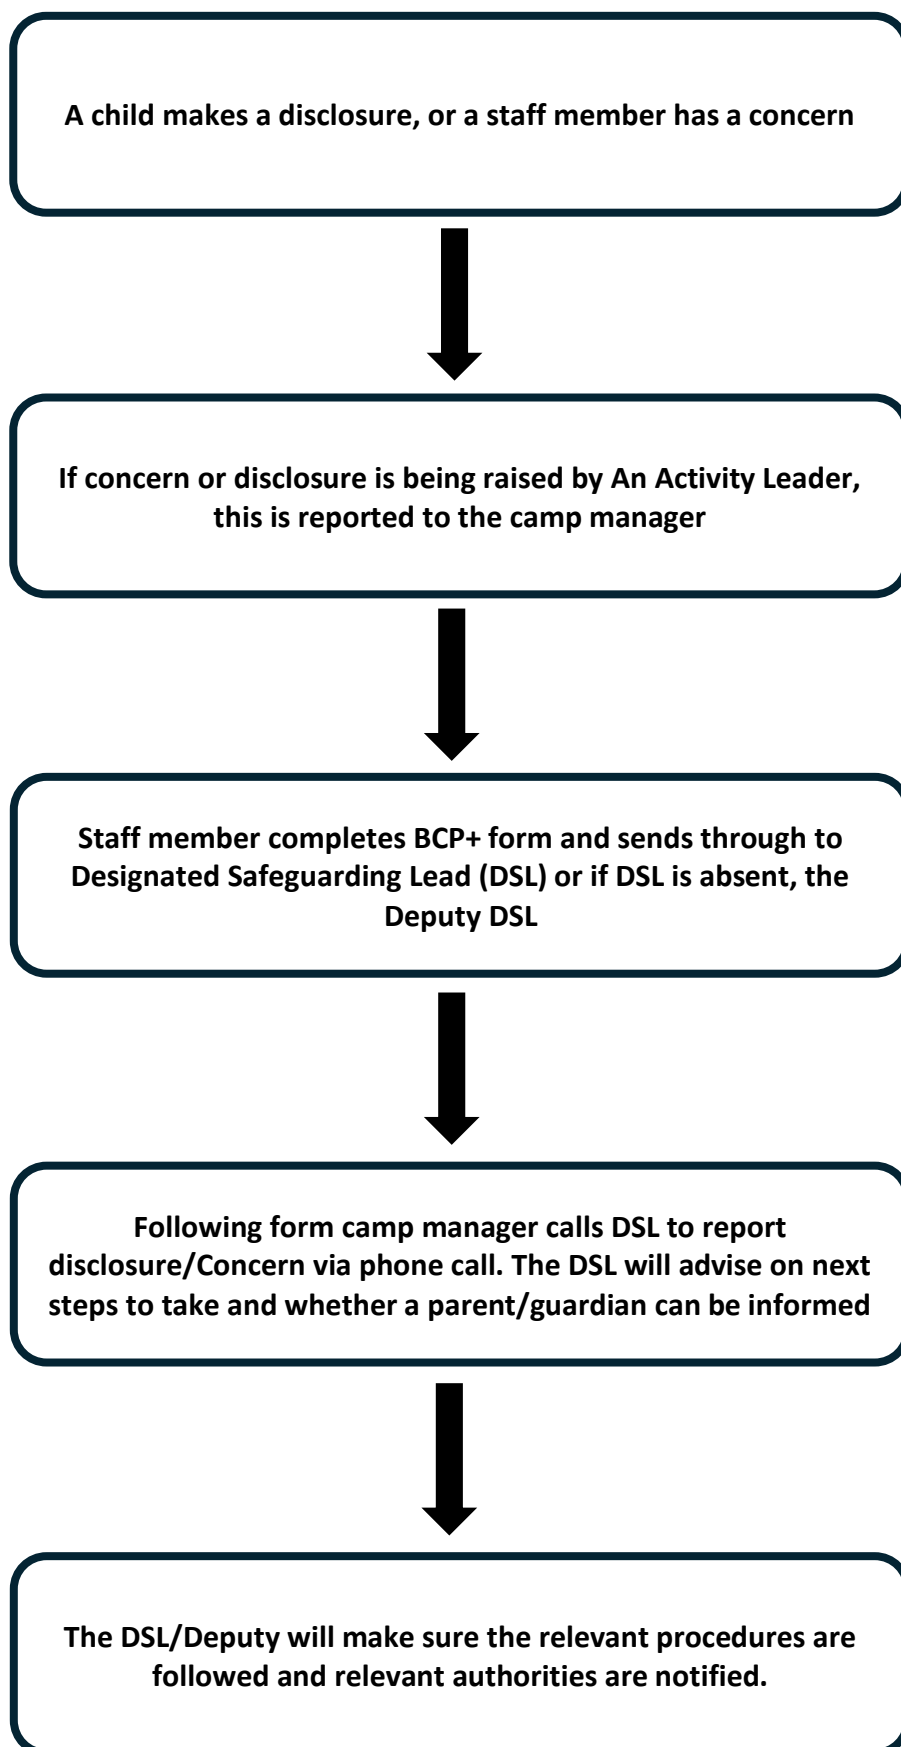 A child makes a disclosure, or a staff member has a concern
If concern or disclosure is being raised by An Activity Leader,
this is reported to the camp manager
Staff member completes BCP+ form and sends through to
Designated Safeguarding Lead (DSL) or if DSL is absent, the
Deputy DSL
Following form camp manager calls DSL to report
disclosure/Concern via phone call. The DSL will advise on next
steps to take and whether a parent/guardian can be informed
The DSL/Deputy will make sure the relevant procedures are
followed and relevant authorities are notified.